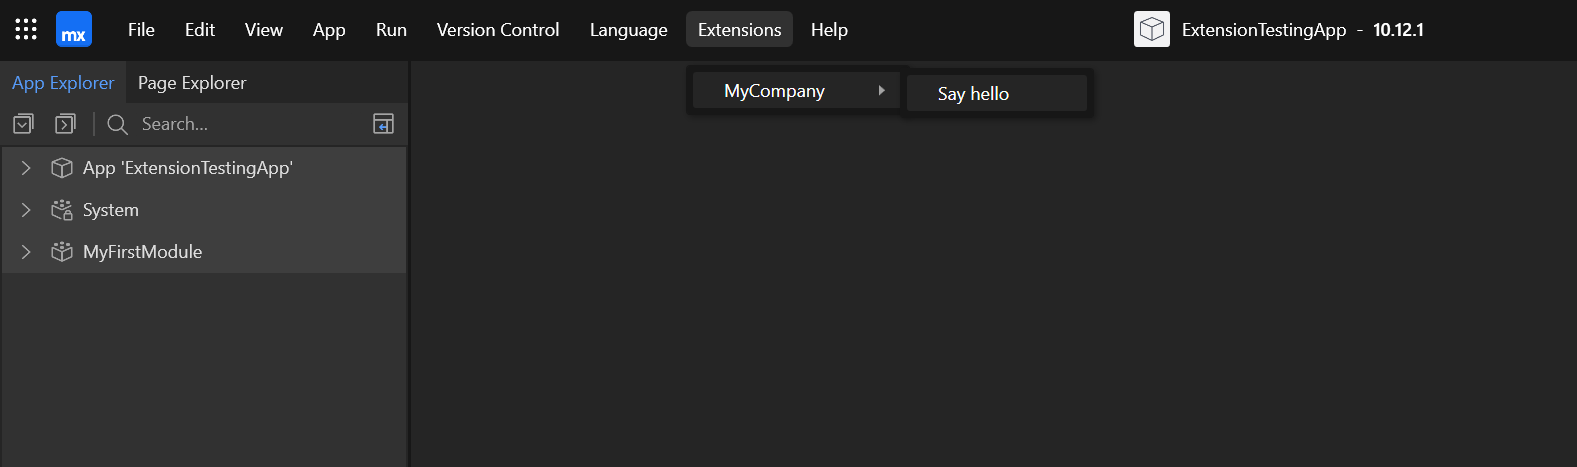 mx File Edit View App Run Version Control Language Extensions Help ExtensionTestingApp - 10.12.1
App Explorer Page Explorer
MyCompany Say hello
Search...
App 'ExtensionTestingApp'
System
MyFirstModule